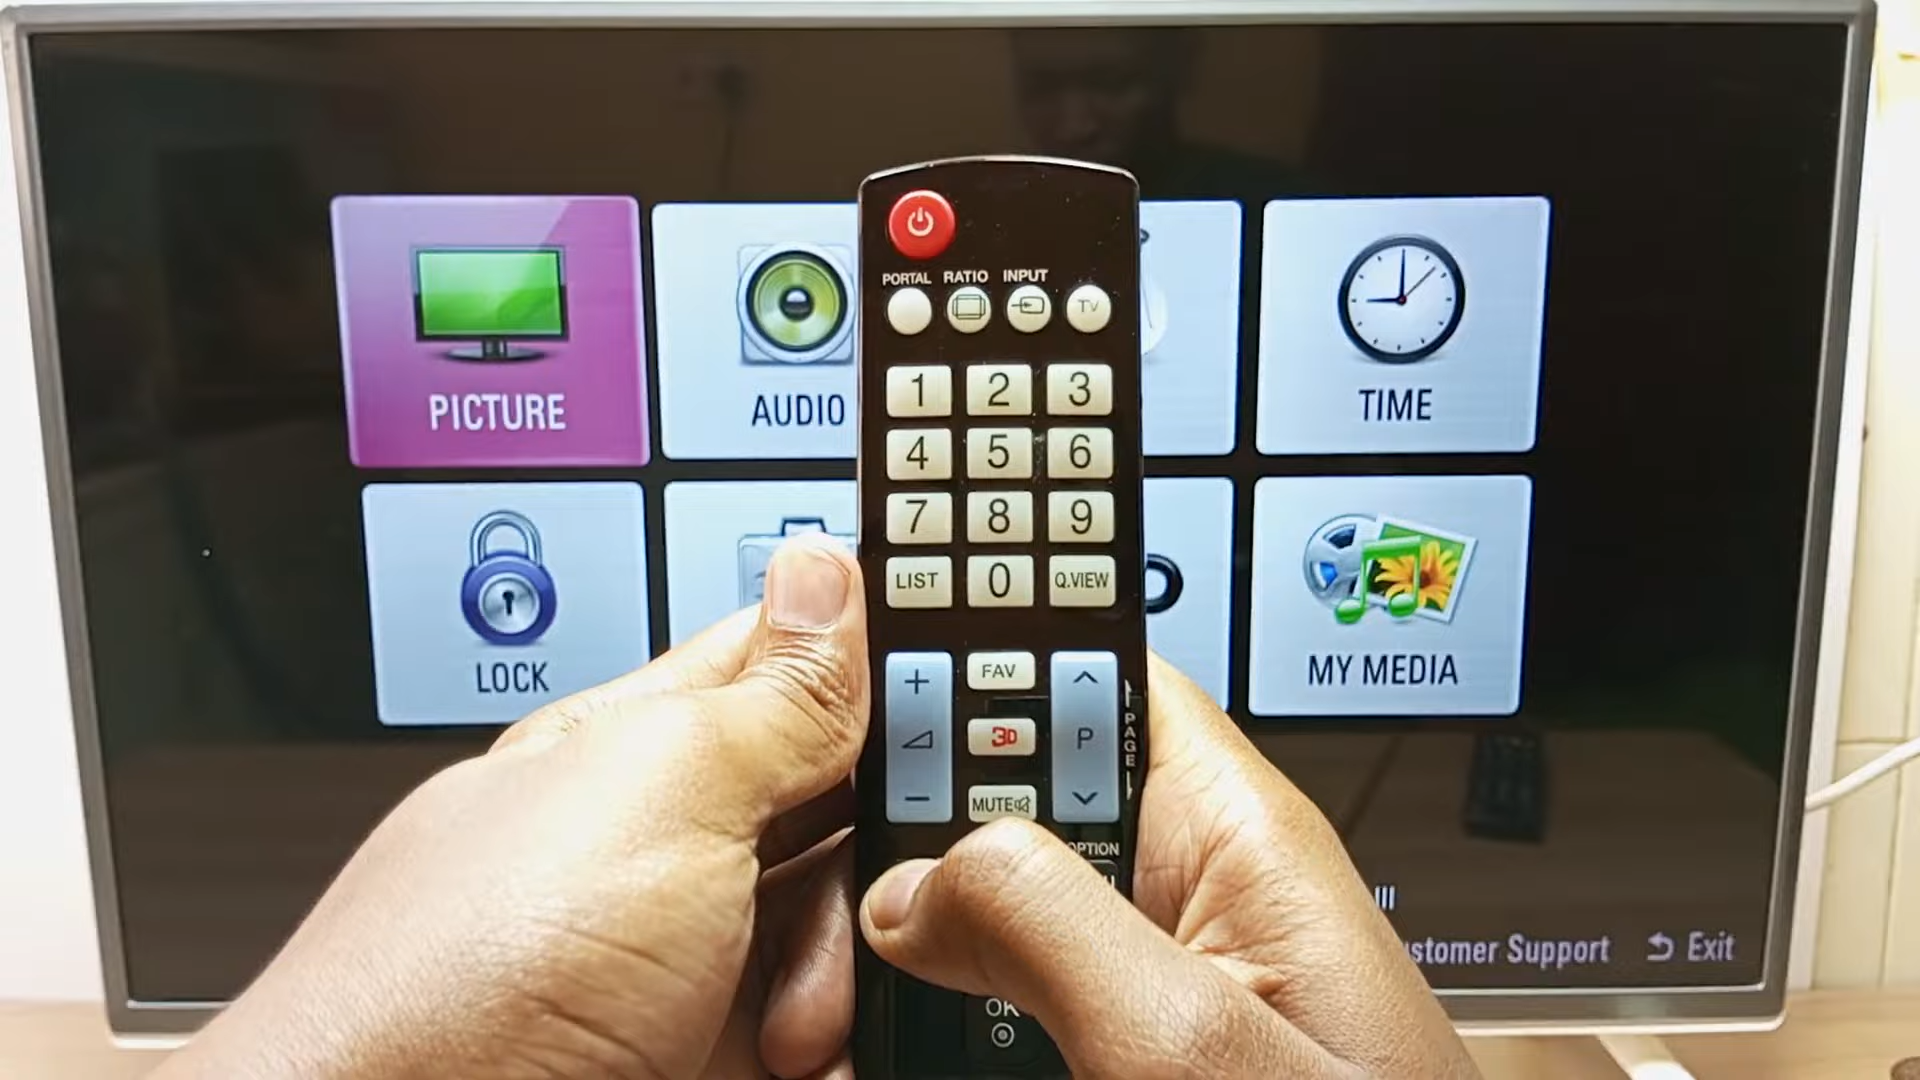 PORTAL RATIO INPUT
TV
1 2 3
4 5 6
7 8 9
LIST 0 Q.VIEW
+ FAV
3D P
PAGE
- MUTE
OPTION
OK
PICTURE
AUDIO
TIME
LOCK
MY MEDIA
stomer Support
Exit